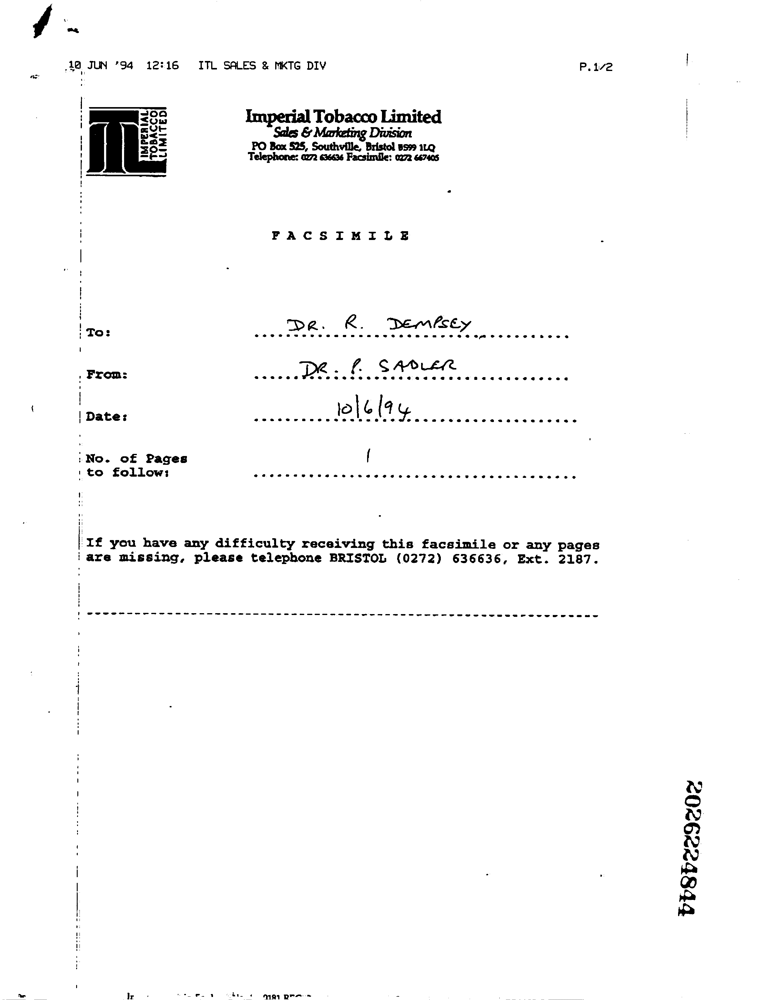 10 JUN '94 12:16 ITL SALES & MKTG DIV P.1/2
IMPERIAL
TOBACCO
LIMITED
Imperial Tobacco Limited
Sales & Marketing Division
PO Box 525, Southville, Bristol BS99 1LQ
Telephone: 0272 636636 Facsimile: 0272 667405
FACSIMILE
To: DR. R. DEMPSEY
From: DR. P. SADLER
Date: 10/6/94
No. of Pages
to follow: 1
If you have any difficulty receiving this facsimile or any pages
are missing, please telephone BRISTOL (0272) 636636, Ext. 2187.
2026224844